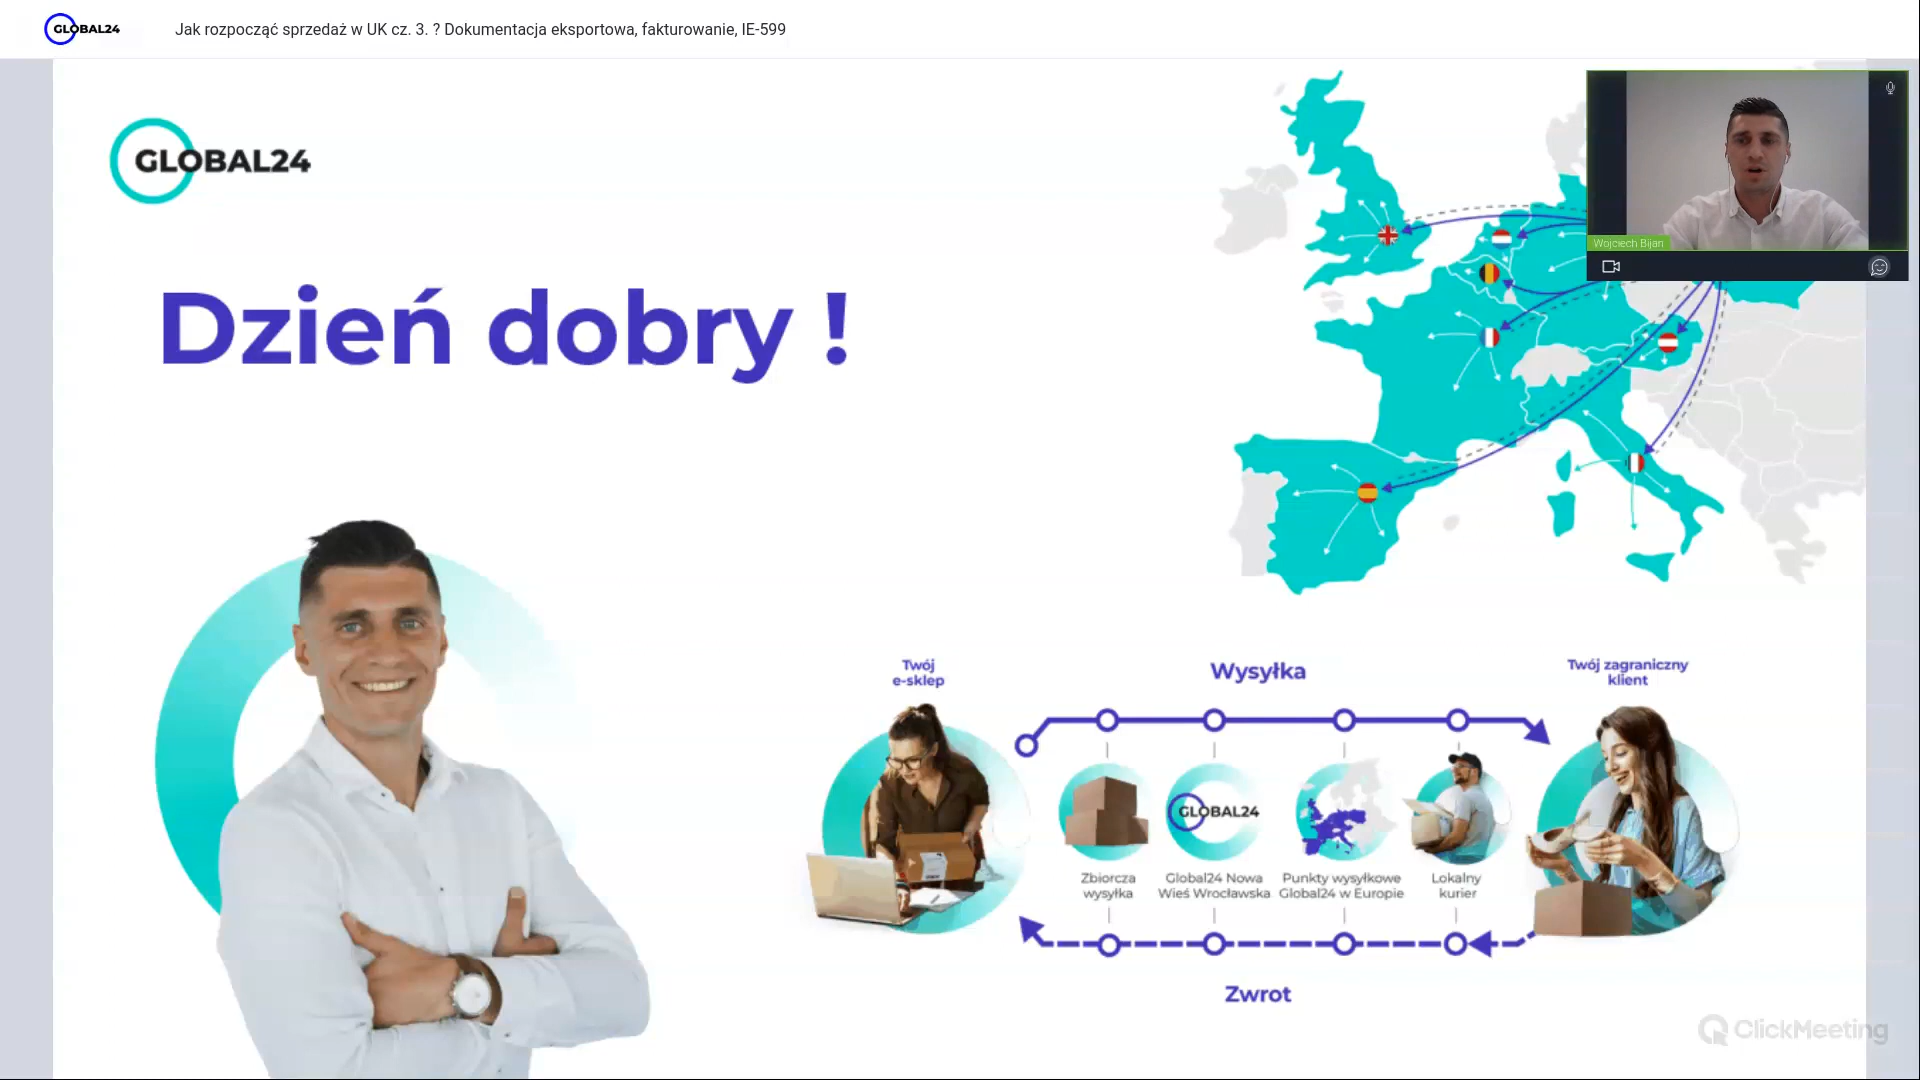 GLOBAL24
Jak rozpocząć sprzedaż w UK cz. 3. ? Dokumentacja eksportowa, fakturowanie, IE-599
GLOBAL24
Wojciech Bijan
Dzień dobry !
Twój
e-sklep
Wysyłka
Twój zagraniczny
klient
GLOBAL24
Zbiorcza
wysyłka
Global24 Nowa
Wieś Wrocławska
Punkty wysyłkowe
Global24 w Europie
Lokalny
kurier
Zwrot
ClickMeeting